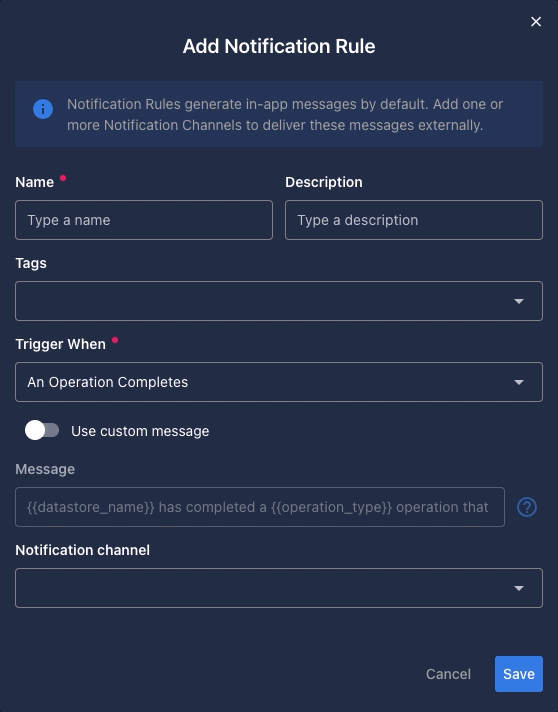 Add Notification Rule
Notification Rules generate in-app messages by default. Add one or
more Notification Channels to deliver these messages externally.
Name
Description
Type a name
Type a description
Tags
Trigger When
An Operation Completes
Use custom message
Message
{{datastore_name}} has completed a {{operation_type}} operation that
Notification channel
Cancel
Save